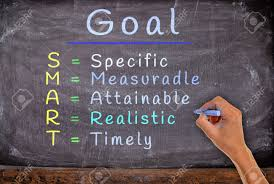 Goal
S = Specific
M = Measuradle
A = Attainable
R = Realistic
T = Timely